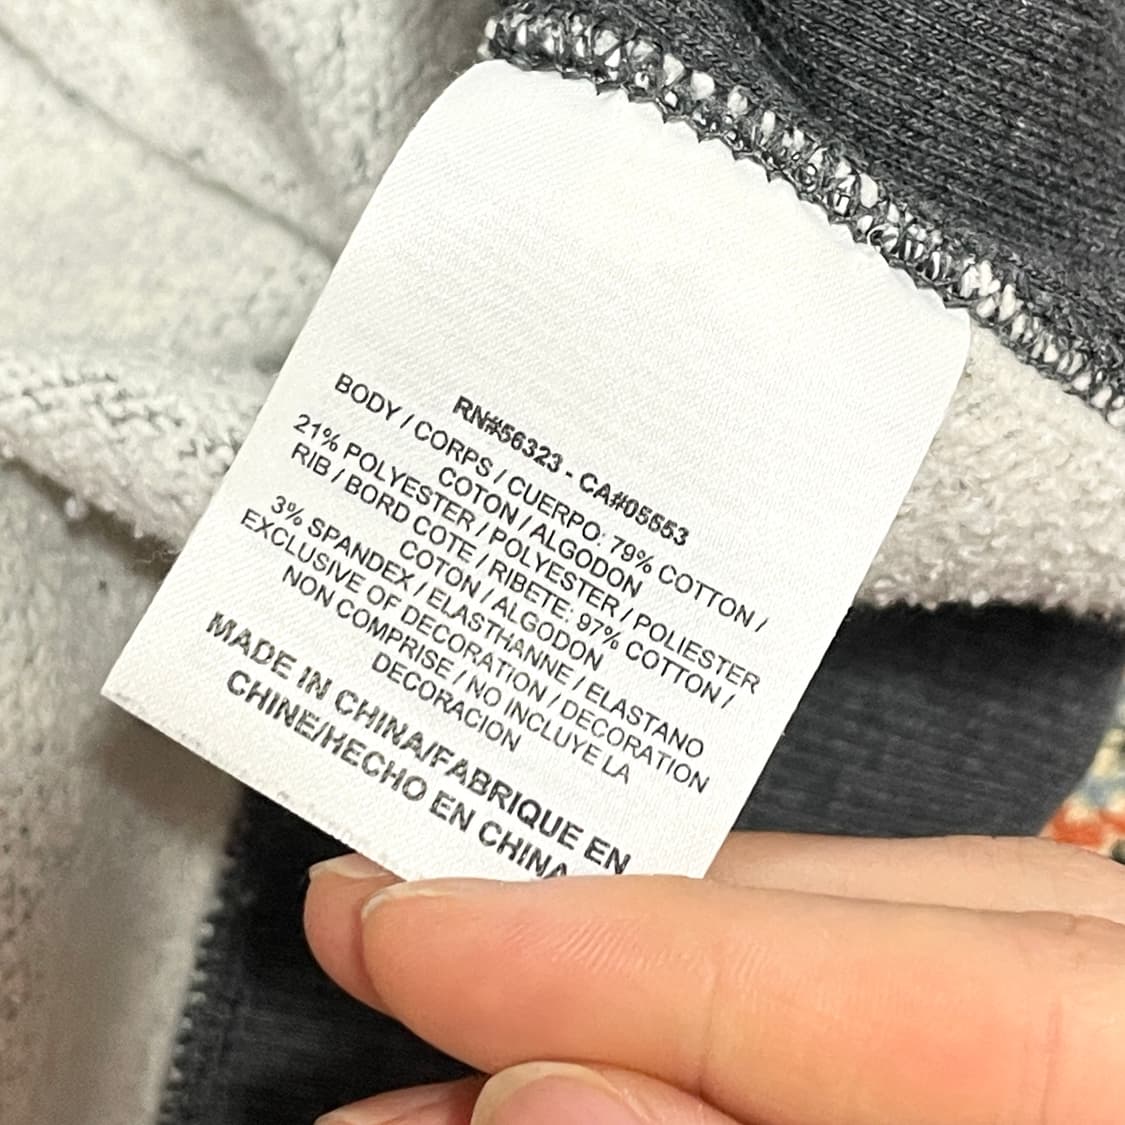 RN#56323 - CA#05553
BODY / CORPS / CUERPO: 79% COTTON /
COTON / ALGODON
21% POLYESTER / POLYESTER / POLIESTER
RIB / BORD COTE / RIBETE: 97% COTTON /
COTON / ALGODON
3% SPANDEX / ELASTHANNE / ELASTANO
EXCLUSIVE OF DECORATION / DECORATION
NON COMPRISE / NO INCLUYE LA
DECORACION
MADE IN CHINA/FABRIQUE EN
CHINE/HECHO EN CHINA